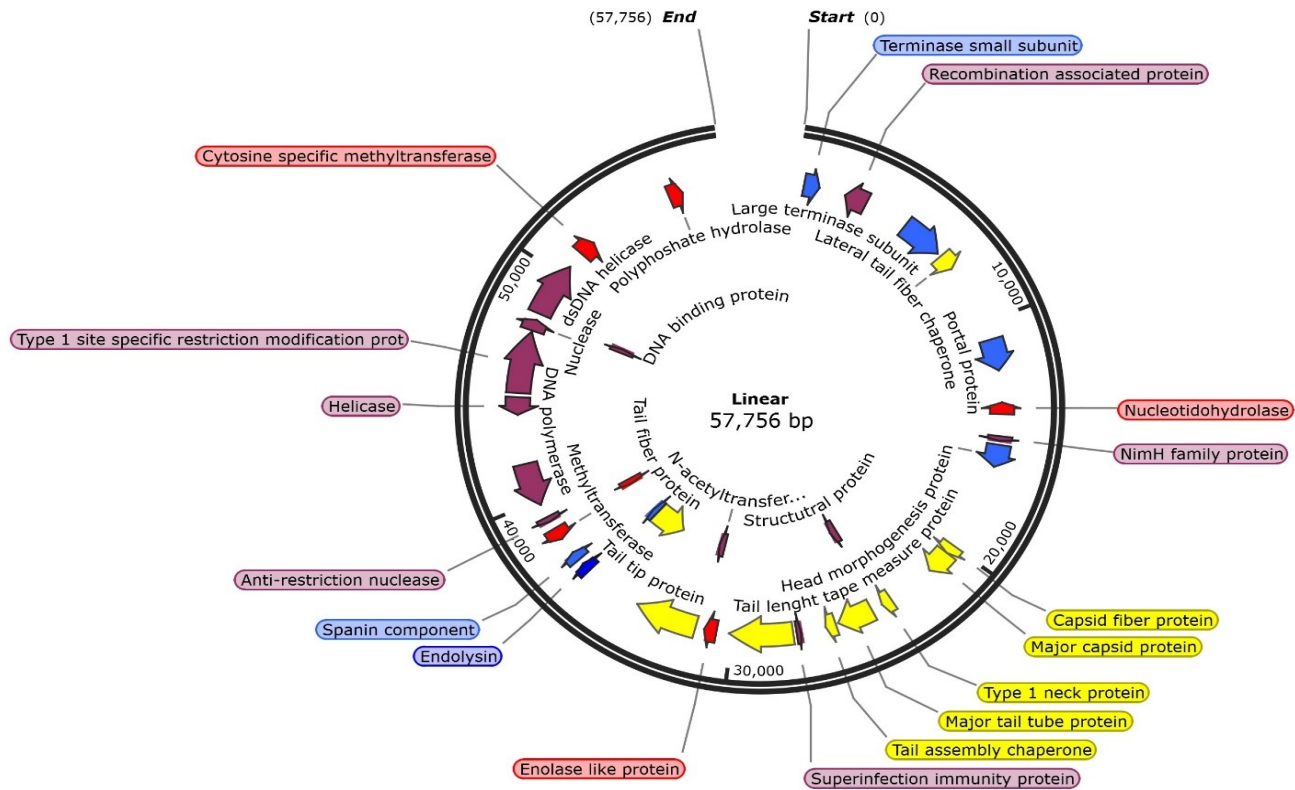 (57,756) End
Start (0)
Terminase small subunit
Recombination associated protein
Cytosine specific methyltransferase
Large terminase subunit
Polyphoshate hydrolase
Lateral tail fiber chaperone
dsDNA helicase
50,000
10,000
DNA binding protein
Nuclease
Portal protein
Type 1 site specific restriction modification prot
DNA polymerase
Helicase
Linear
57,756 bp
Nucleotidohydrolase
NimH family protein
Tail fiber protein
N-acetyltransfer...
Structutral protein
Methyltransferase
Head morphogenesis protein
40,000
20,000
Anti-restriction nuclease
Tail tip protein
Tail lenght tape measure protein
Spanin component
Endolysin
30,000
Capsid fiber protein
Major capsid protein
Type 1 neck protein
Major tail tube protein
Tail assembly chaperone
Enolase like protein
Superinfection immunity protein